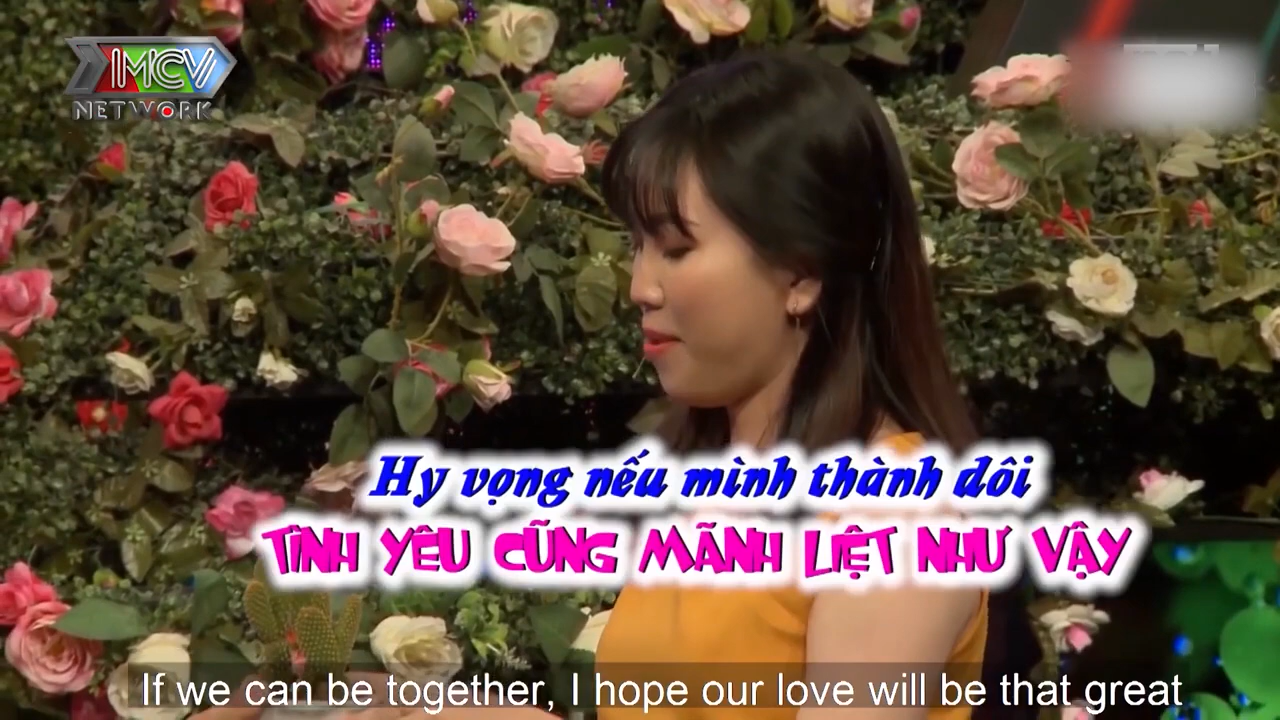 MCV
NETWORK
Hy vọng nếu mình thành đôi
TÌNH YÊU CŨNG MÃNH LIỆT NHƯ VẬY
If we can be together, I hope our love will be that great